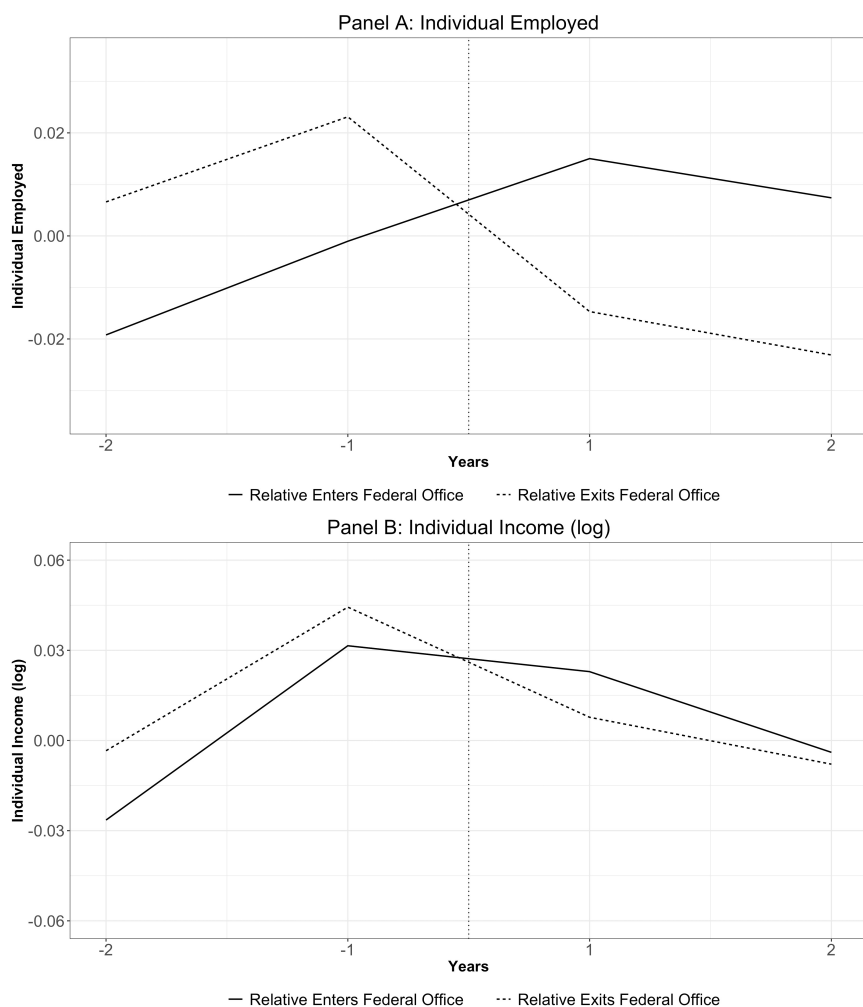 Panel A: Individual Employed
Individual Employed
0.02
0.00
-0.02
-2
-1
1
2
Years
Relative Enters Federal Office
Relative Exits Federal Office
Panel B: Individual Income (log)
Individual Income (log)
0.06
0.03
0.00
-0.03
-0.06
-2
-1
1
2
Years
Relative Enters Federal Office
Relative Exits Federal Office